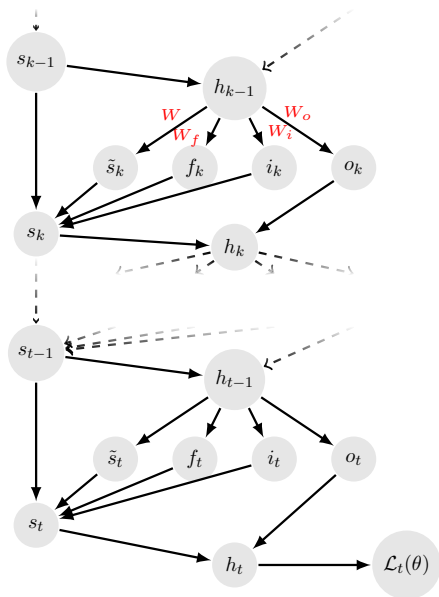 s_{k−1}
h_{k−1}
W W_f W_i W_o
s̃_k f_k i_k o_k
s_k
h_k
s_{t−1}
h_{t−1}
s̃_t f_t i_t o_t
s_t
h_t ℒ_t(θ)